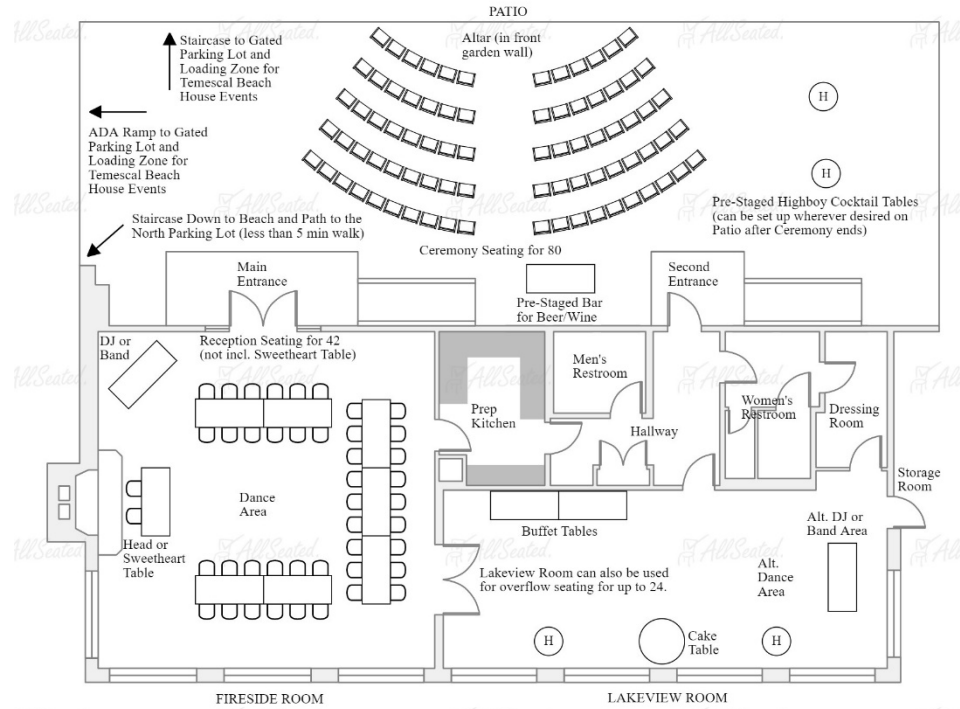 PATIO
Staircase to Gated
Parking Lot and
Loading Zone for
Temescal Beach
House Events
Altar (in front
garden wall)
H
ADA Ramp to Gated
Parking Lot and
Loading Zone for
Temescal Beach
House Events
H
Pre-Staged Highboy Cocktail Tables
(can be set up wherever desired on
Patio after Ceremony ends)
Staircase Down to Beach and Path to the
North Parking Lot (less than 5 min walk)
Ceremony Seating for 80
Main
Entrance
Second
Entrance
Pre-Staged Bar
for Beer/Wine
DJ or
Band
Reception Seating for 42
(not incl. Sweetheart Table)
Men's
Restroom
Prep
Kitchen
Hallway
Women's
Restroom
Dressing
Room
Storage
Room
Dance
Area
Head or
Sweetheart
Table
Buffet Tables
Alt. DJ or
Band Area
Lakeview Room can also be used
for overflow seating for up to 24.
Alt.
Dance
Area
H
Cake
Table
H
FIRESIDE ROOM
LAKEVIEW ROOM
AllSeated.